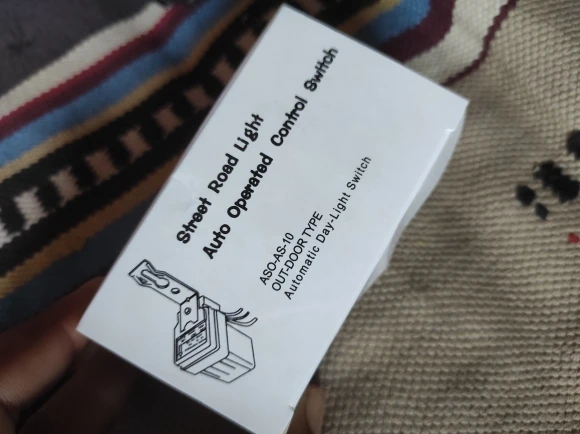 Street Road Light
Auto Operated Control Switch
ASO-AS-10
OUT-DOOR TYPE
Automatic Day-Light Switch